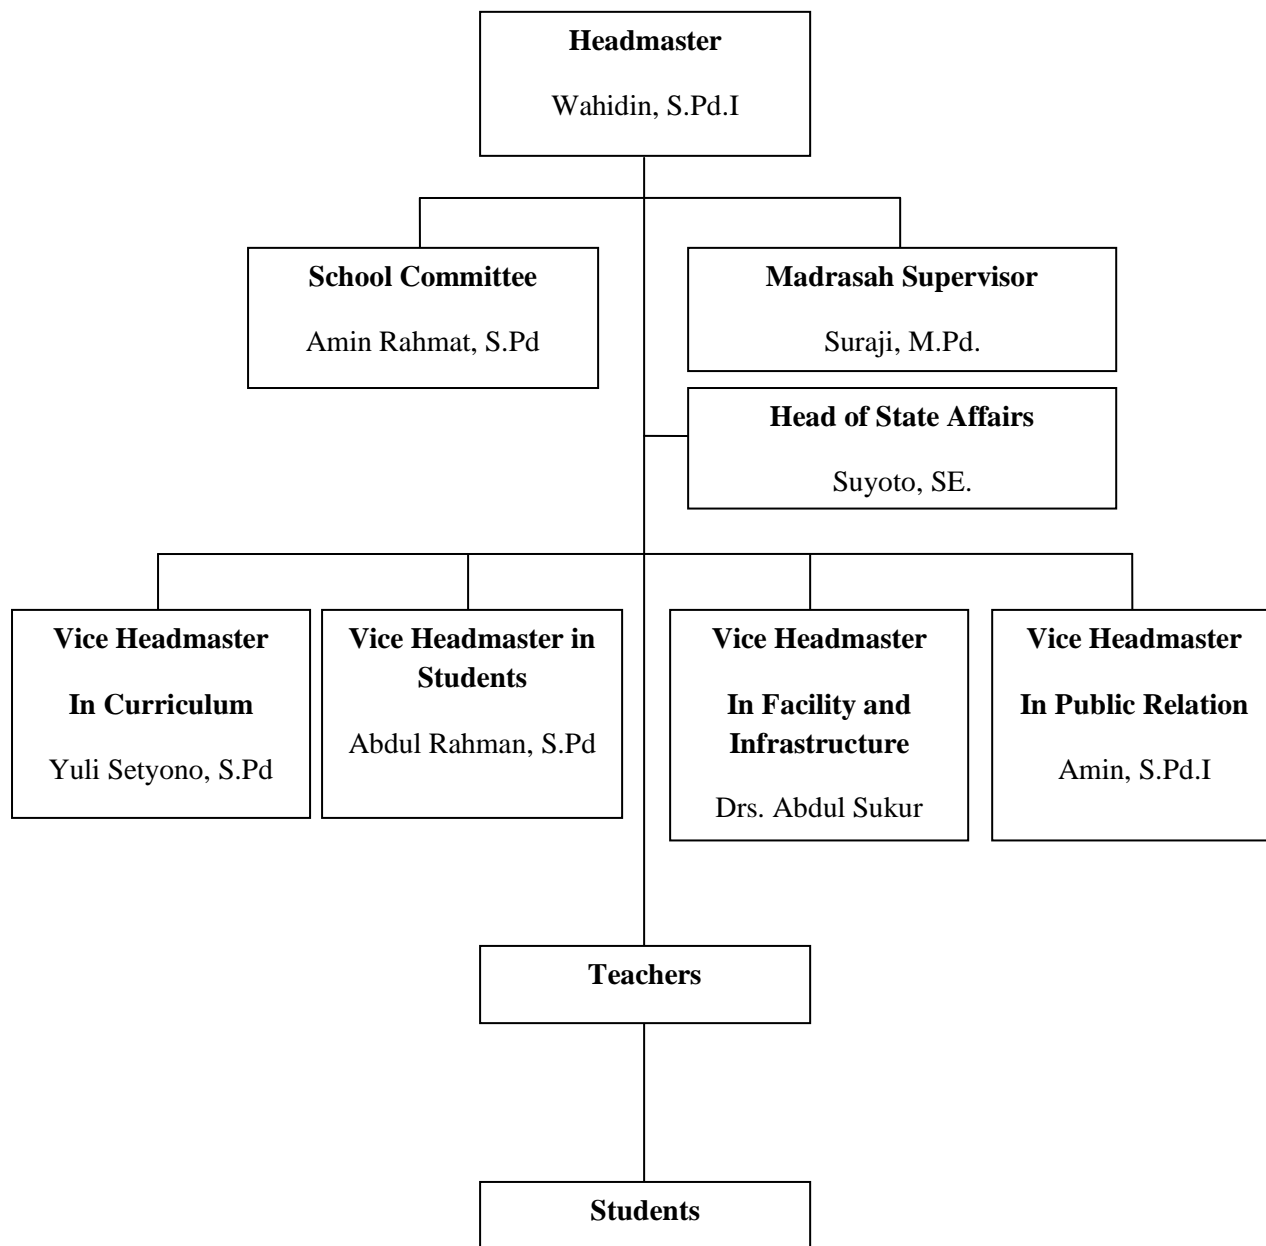 Headmaster
Wahidin, S.Pd.I
School Committee
Amin Rahmat, S.Pd
Madrasah Supervisor
Suraji, M.Pd.
Head of State Affairs
Suyoto, SE.
Vice Headmaster
In Curriculum
Yuli Setyono, S.Pd
Vice Headmaster in
Students
Abdul Rahman, S.Pd
Vice Headmaster
In Facility and
Infrastructure
Drs. Abdul Sukur
Vice Headmaster
In Public Relation
Amin, S.Pd.I
Teachers
Students